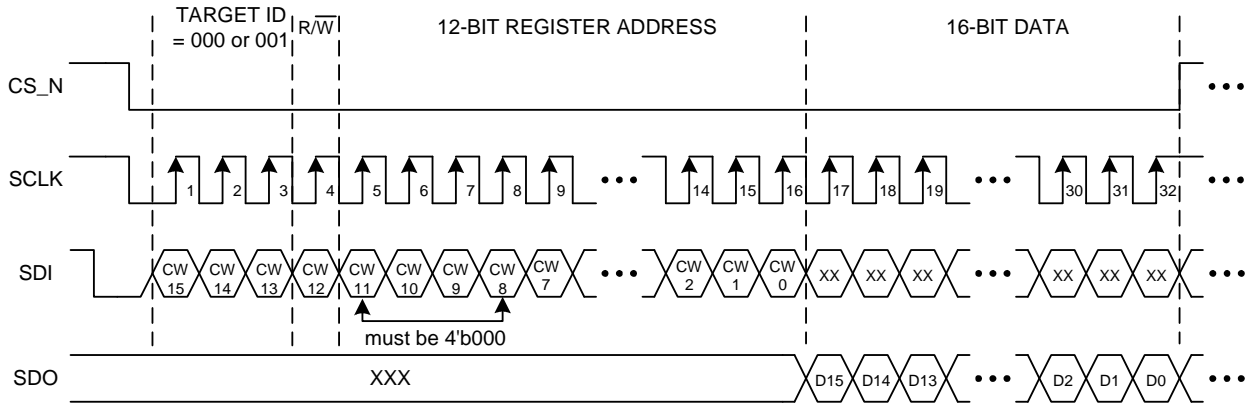 TARGET ID
= 000 or 001
R/W
12-BIT REGISTER ADDRESS
16-BIT DATA
CS_N
•••
SCLK
1 2 3 4 5 6 7 8 9 ••• 14 15 16 17 18 19 ••• 30 31 32 •••
SDI
CW 15
CW 14
CW 13
CW 12
CW 11
CW 10
CW 9
CW 8
CW 7
•••
CW 2
CW 1
CW 0
XX XX XX ••• XX XX XX •••
must be 4'b000
SDO
XXX
D15 D14 D13 ••• D2 D1 D0 •••